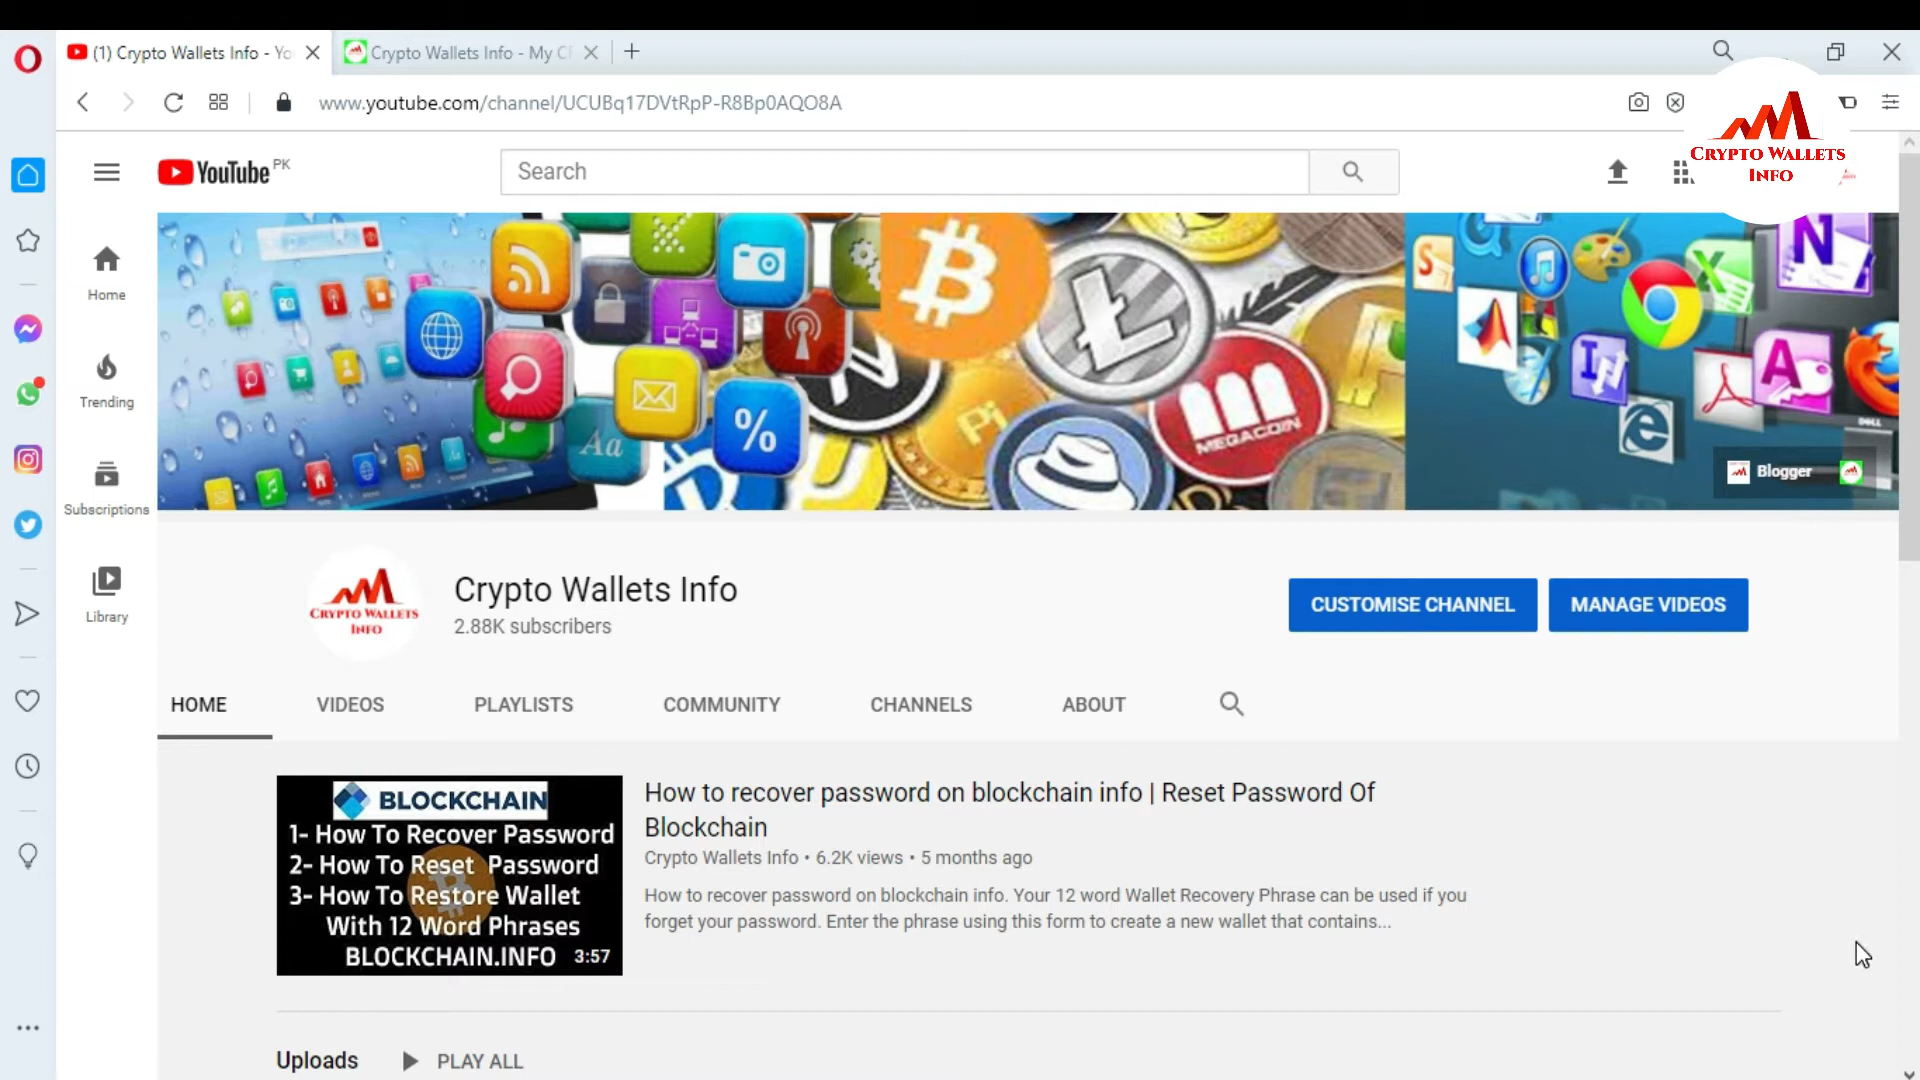 (1) Crypto Wallets Info - Yo
Crypto Wallets Info - My C
www.youtube.com/channel/UCUBq17DVtRpP-R8Bp0AQO8A
CRYPTO WALLETS
INFO
YouTube PK
Search
Home
Trending
Subscriptions
Library
Aa
%
MEGACOIN
DELL
Blogger
CRYPTO WALLETS
INFO
Crypto Wallets Info
2.88K subscribers
CUSTOMISE CHANNEL
MANAGE VIDEOS
HOME
VIDEOS
PLAYLISTS
COMMUNITY
CHANNELS
ABOUT
BLOCKCHAIN
1- How To Recover Password
2- How To Reset Password
3- How To Restore Wallet
With 12 Word Phrases
BLOCKCHAIN.INFO
3:57
How to recover password on blockchain info | Reset Password Of
Blockchain
Crypto Wallets Info • 6.2K views • 5 months ago
How to recover password on blockchain info. Your 12 word Wallet Recovery Phrase can be used if you
forget your password. Enter the phrase using this form to create a new wallet that contains...
Uploads
PLAY ALL